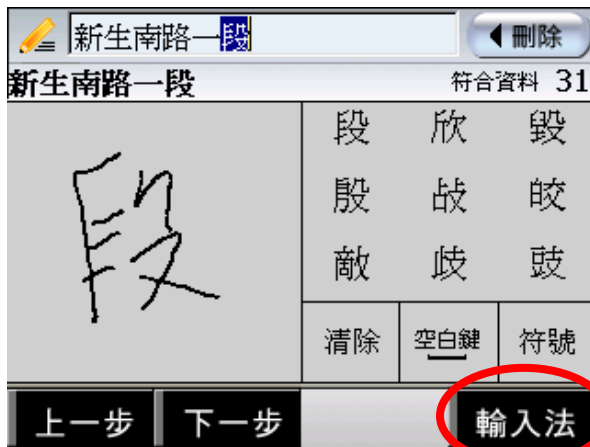 新生南路一段
刪除
新生南路一段
符合資料 31
段
段 欣 毀
殷 敁 皎
敵 歧 豉
清除 空白鍵 符號
上一步 下一步 輸入法